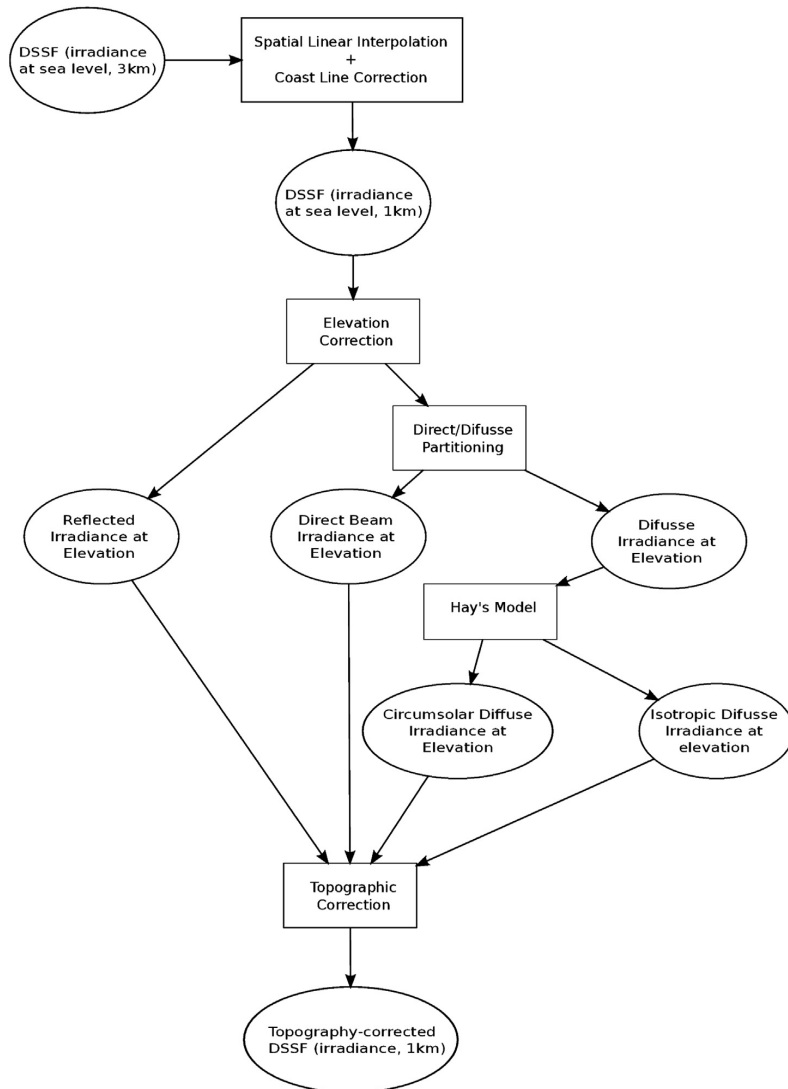 DSSF (irradiance
at sea level, 3km)
Spatial Linear Interpolation
+
Coast Line Correction
DSSF (irradiance
at sea level, 1km)
Elevation
Correction
Direct/Difusse
Partitioning
Reflected
Irradiance at
Elevation
Direct Beam
Irradiance at
Elevation
Difusse
Irradiance at
Elevation
Hay's Model
Circumsolar Diffuse
Irradiance at
Elevation
Isotropic Difusse
Irradiance at
elevation
Topographic
Correction
Topography-corrected
DSSF (irradiance, 1km)